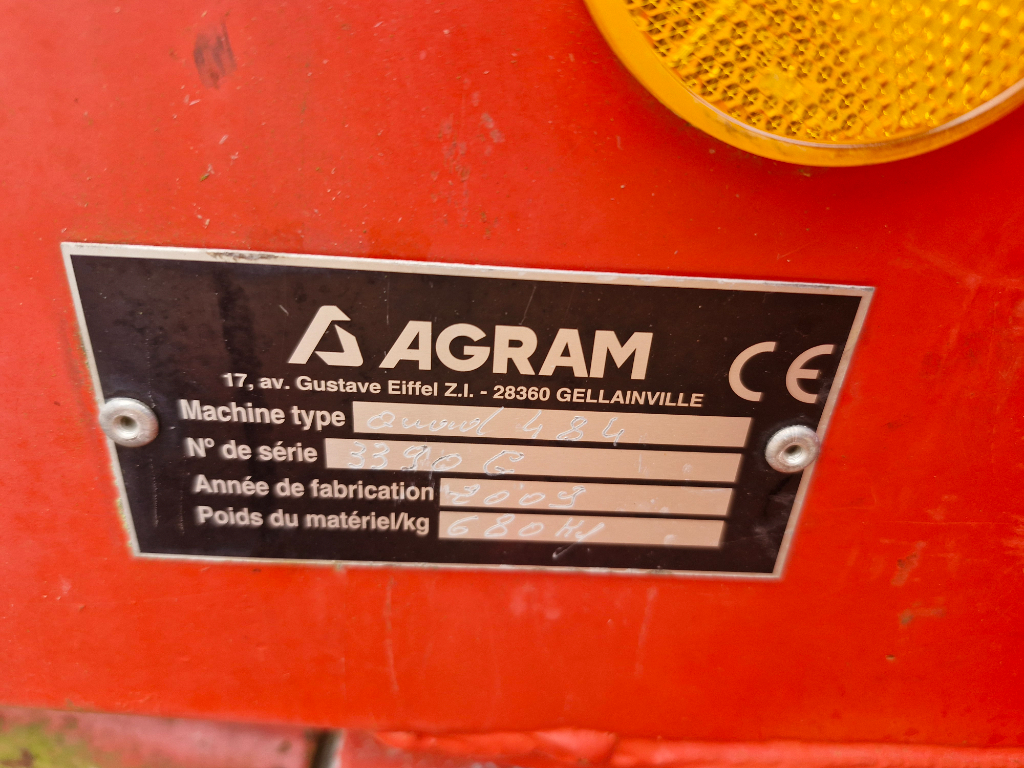 AGRAM CE
17, av. Gustave Eiffel Z.I. - 28360 GELLAINVILLE
Machine type Quad 484
N° de série 3390 G
Année de fabrication 2003
Poids du matériel/kg 680 Kg